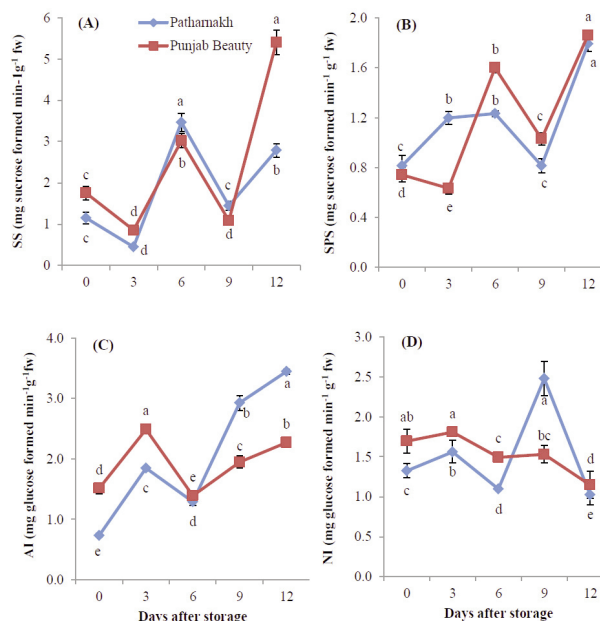 (A)
Patharnakh
Punjab Beauty
SS (mg sucrose formed min-1g⁻¹ fw)
6
5
4
3
2
1
0
c
c
d
d
a
b
c
d
a
b
0 3 6 9 12
(B)
SPS (mg sucrose formed min⁻¹ g⁻¹ fw)
2.0
1.6
1.2
0.8
0.4
0.0
c
d
b
e
b
b
c
c
a
a
0 3 6 9 12
(C)
AI (mg glucose formed min⁻¹g⁻¹ fw)
4.0
3.0
2.0
1.0
0.0
d
e
a
c
e
d
b
c
a
b
0 3 6 9 12
Days after storage
(D)
NI (mg glucose formed min⁻¹ g⁻¹ fw)
3.0
2.5
2.0
1.5
1.0
0.5
0.0
ab
c
a
b
c
d
a
bc
d
e
0 3 6 9 12
Days after storage